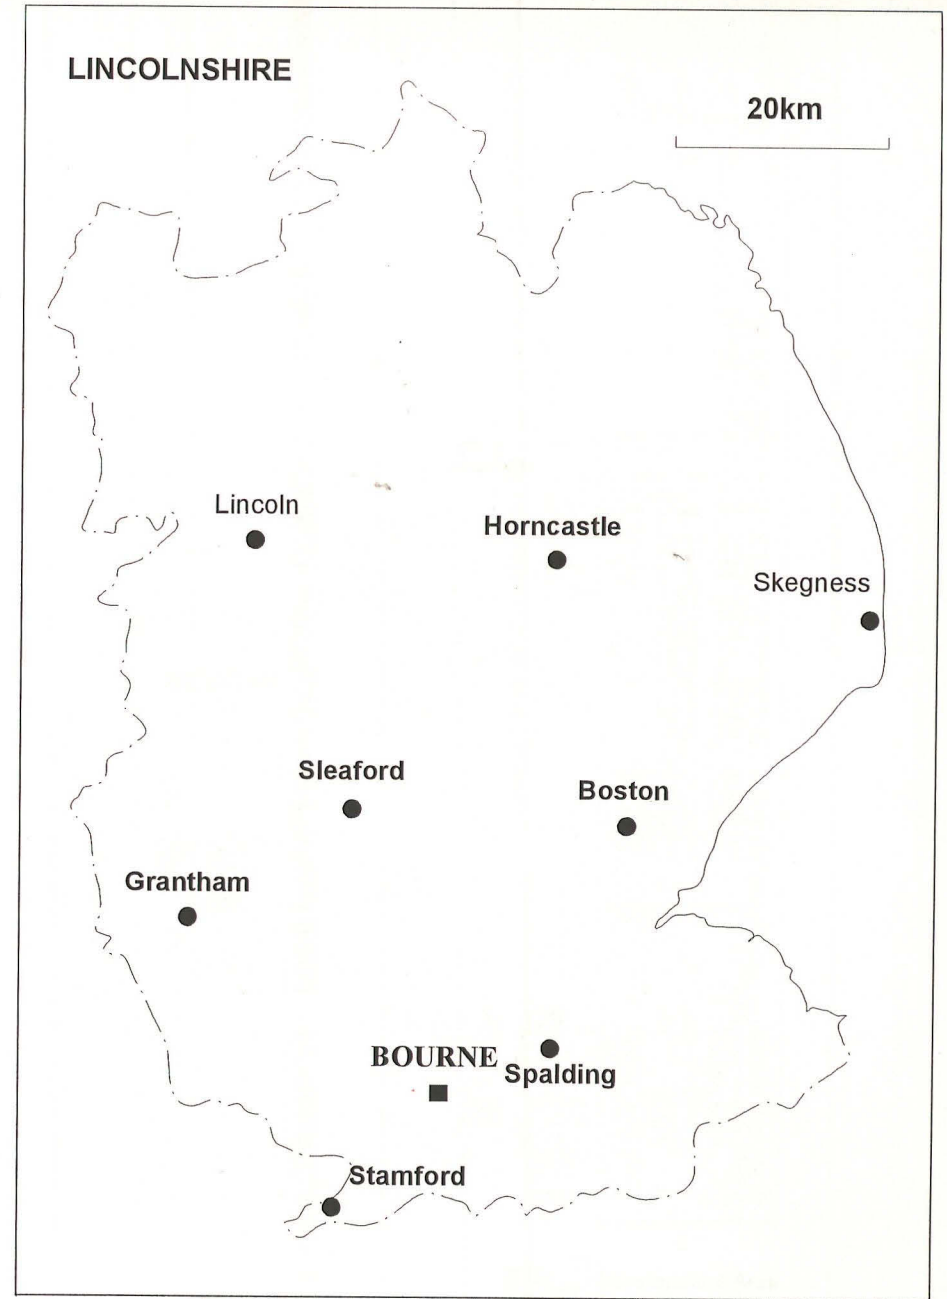 LINCOLNSHIRE
20km
Lincoln
Horncastle
Skegness
Sleaford
Boston
Grantham
BOURNE
Spalding
Stamford